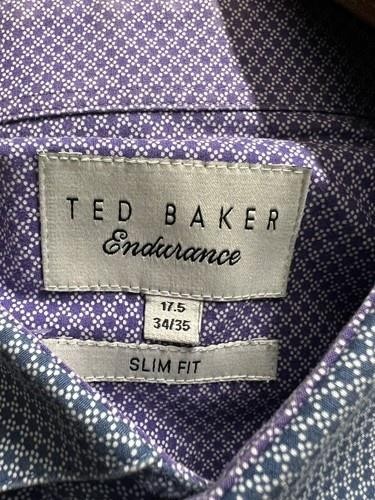 TED BAKER
Endurance
17.5
34/35
SLIM FIT